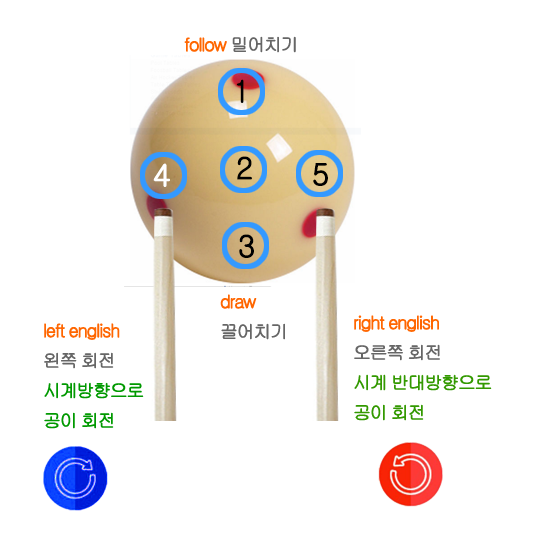 follow 밀어치기
1
2
4
5
3
draw
끌어치기
left english
왼쪽 회전
시계방향으로
공이 회전
right english
오른쪽 회전
시계 반대방향으로
공이 회전